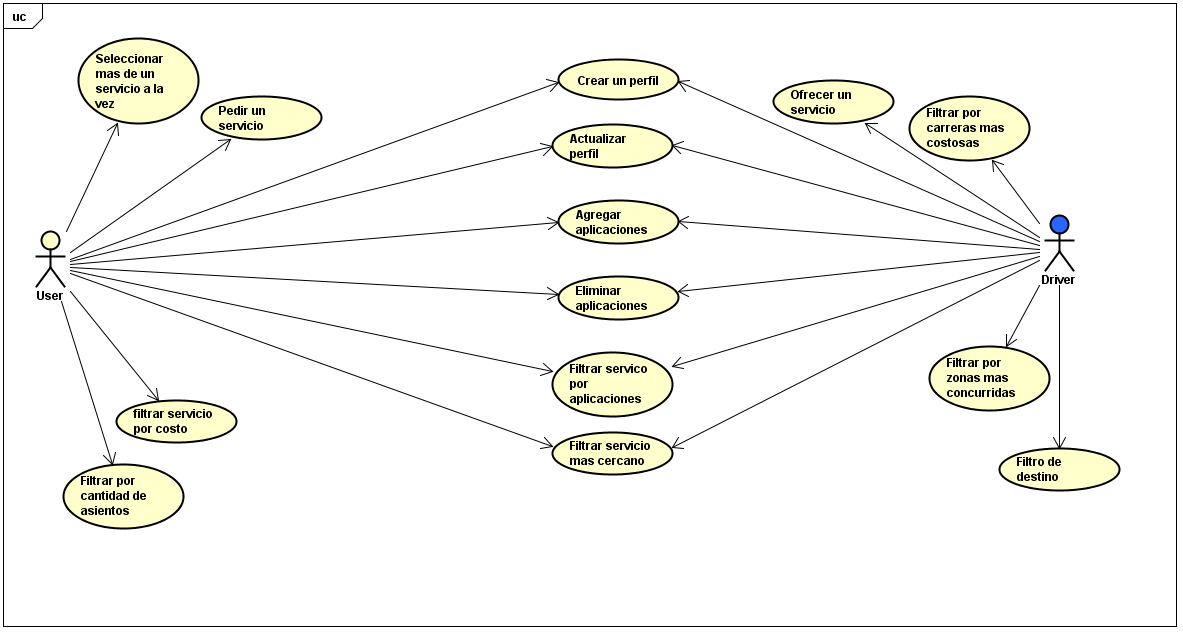 uc
Seleccionar
mas de un
servicio a la
vez
Pedir un
servicio
Crear un perfil
Ofrecer un
servicio
Filtrar por
carreras mas
costosas
Actualizar
perfil
Agregar
aplicaciones
User
Driver
Eliminar
aplicaciones
Filtrar servico
por
aplicaciones
Filtrar por
zonas mas
concurridas
filtrar servicio
por costo
Filtrar servicio
mas cercano
Filtro de
destino
Filtrar por
cantidad de
asientos